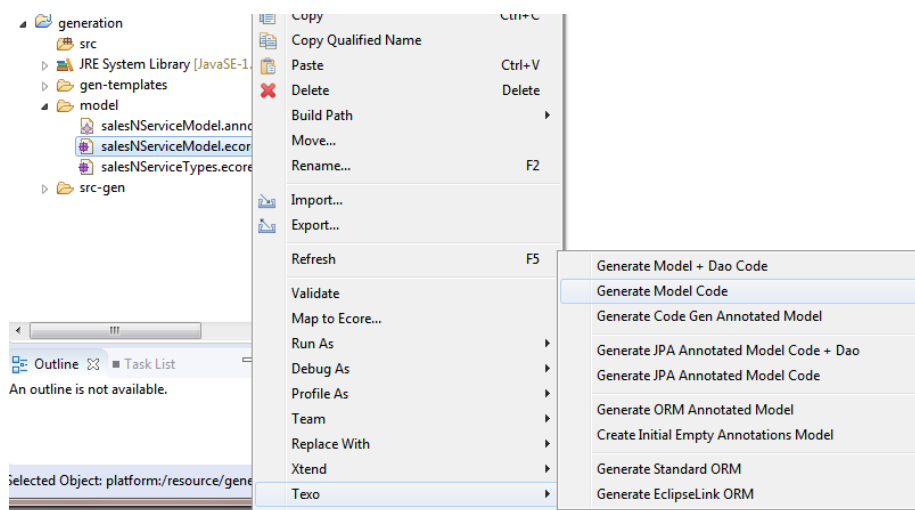 generation
src
JRE System Library [JavaSE-1.
gen-templates
model
salesNServiceModel.anno
salesNServiceModel.ecor
salesNServiceTypes.ecore
src-gen
Outline Task List
An outline is not available.
Selected Object: platform:/resource/gene
Copy Ctrl+C
Copy Qualified Name
Paste Ctrl+V
Delete Delete
Build Path
Move...
Rename... F2
Import...
Export...
Refresh F5
Validate
Map to Ecore...
Run As
Debug As
Profile As
Team
Replace With
Xtend
Texo
Generate Model + Dao Code
Generate Model Code
Generate Code Gen Annotated Model
Generate JPA Annotated Model Code + Dao
Generate JPA Annotated Model Code
Generate ORM Annotated Model
Create Initial Empty Annotations Model
Generate Standard ORM
Generate EclipseLink ORM